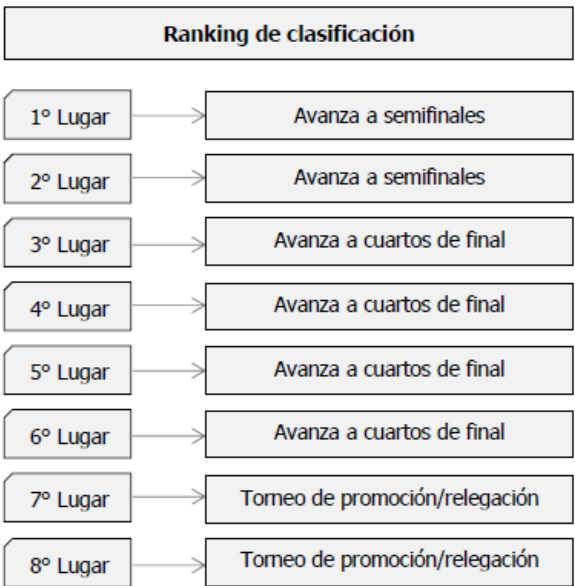 Ranking de clasificación
1º Lugar Avanza a semifinales
2º Lugar Avanza a semifinales
3º Lugar Avanza a cuartos de final
4º Lugar Avanza a cuartos de final
5º Lugar Avanza a cuartos de final
6º Lugar Avanza a cuartos de final
7º Lugar Torneo de promoción/relegación
8º Lugar Torneo de promoción/relegación